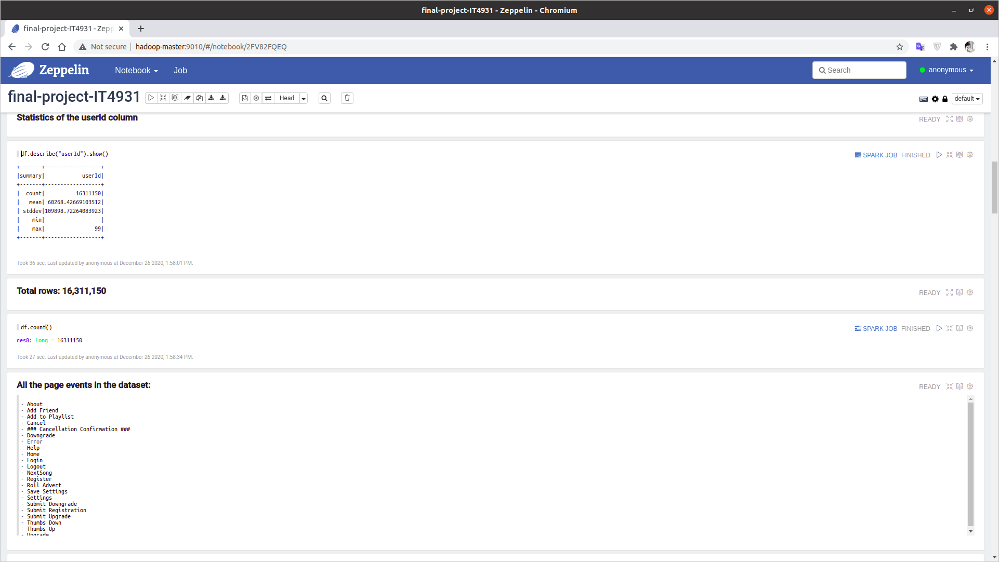 final-project-IT4931 - Zeppelin - Chromium
final-project-IT4931 - Zepp
Not secure hadoop-master:9010/#/notebook/2FV82FQEQ
Zeppelin Notebook Job Search anonymous
final-project-IT4931 Head default
Statistics of the userId column
READY
df.describe("userId").show()
SPARK JOB FINISHED
+-------+------------------+
|summary|            userId|
+-------+------------------+
|  count|          16311150|
|   mean| 60268.42669103512|
| stddev|109898.72264083923|
|    min|                  |
|    max|                99|
+-------+------------------+
Took 36 sec. Last updated by anonymous at December 26 2020, 1:58:01 PM.
Total rows: 16,311,150
READY
df.count()
SPARK JOB FINISHED
res8: Long = 16311150
Took 27 sec. Last updated by anonymous at December 26 2020, 1:58:34 PM.
All the page events in the dataset:
READY
- About
- Add Friend
- Add to Playlist
- Cancel
- ### Cancellation Confirmation ###
- Downgrade
- Error
- Help
- Home
- Login
- Logout
- NextSong
- Register
- Roll Advert
- Save Settings
- Settings
- Submit Downgrade
- Submit Registration
- Submit Upgrade
- Thumbs Down
- Thumbs Up
- Upgrade